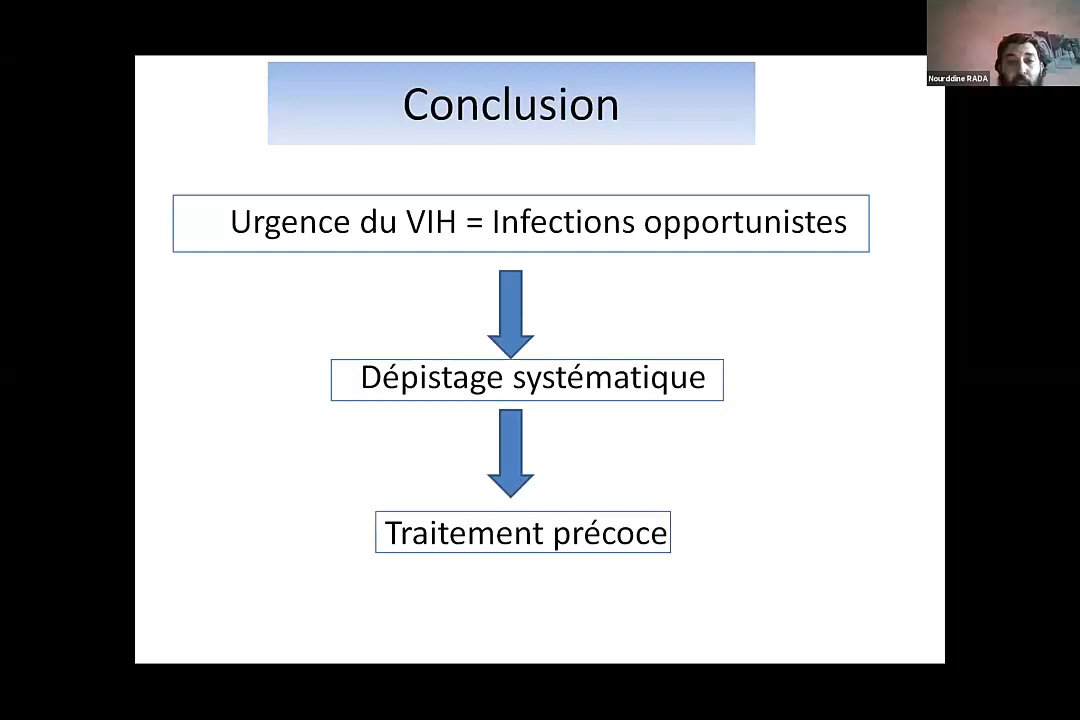 Conclusion
Nourddine RADA
Urgence du VIH = Infections opportunistes
Dépistage systématique
Traitement précoce